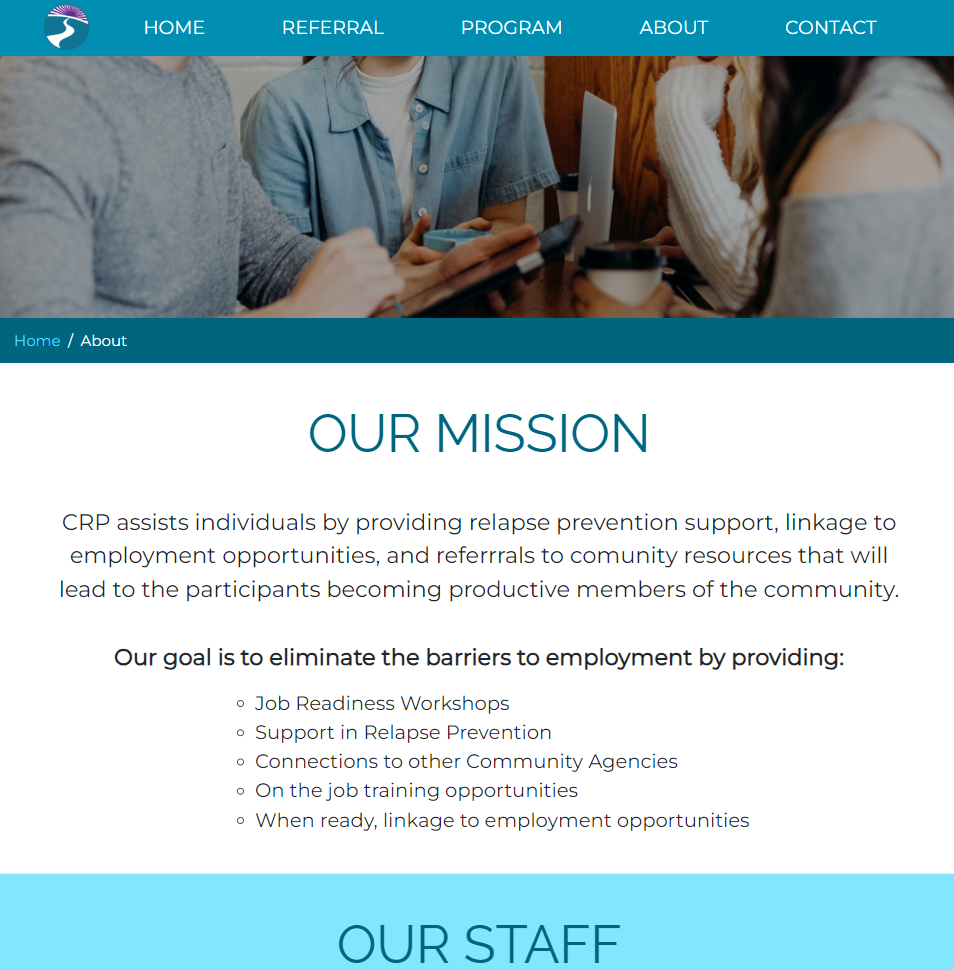 HOME REFERRAL PROGRAM ABOUT CONTACT
Home / About
OUR MISSION
CRP assists individuals by providing relapse prevention support, linkage to
employment opportunities, and referrrals to comunity resources that will
lead to the participants becoming productive members of the community.
Our goal is to eliminate the barriers to employment by providing:
Job Readiness Workshops
Support in Relapse Prevention
Connections to other Community Agencies
On the job training opportunities
When ready, linkage to employment opportunities
OUR STAFF